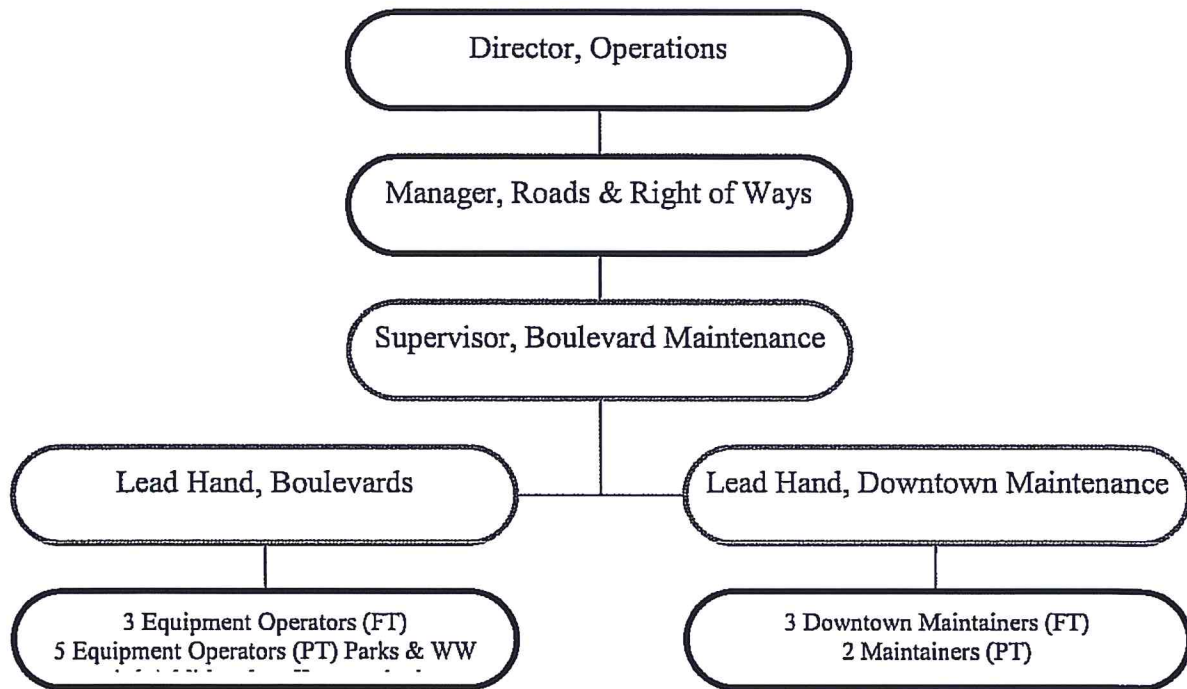 Director, Operations
Manager, Roads & Right of Ways
Supervisor, Boulevard Maintenance
Lead Hand, Boulevards
Lead Hand, Downtown Maintenance
3 Equipment Operators (FT)
5 Equipment Operators (PT) Parks & WW
3 Downtown Maintainers (FT)
2 Maintainers (PT)